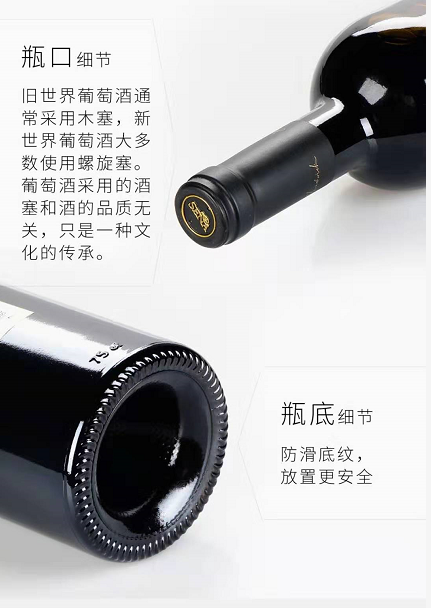 瓶口细节
旧世界葡萄酒通
常采用木塞，新
世界葡萄酒大多
数使用螺旋塞。
葡萄酒采用的酒
塞和酒的品质无
关，只是一种文
化的传承。
瓶底细节
防滑底纹，
放置更安全